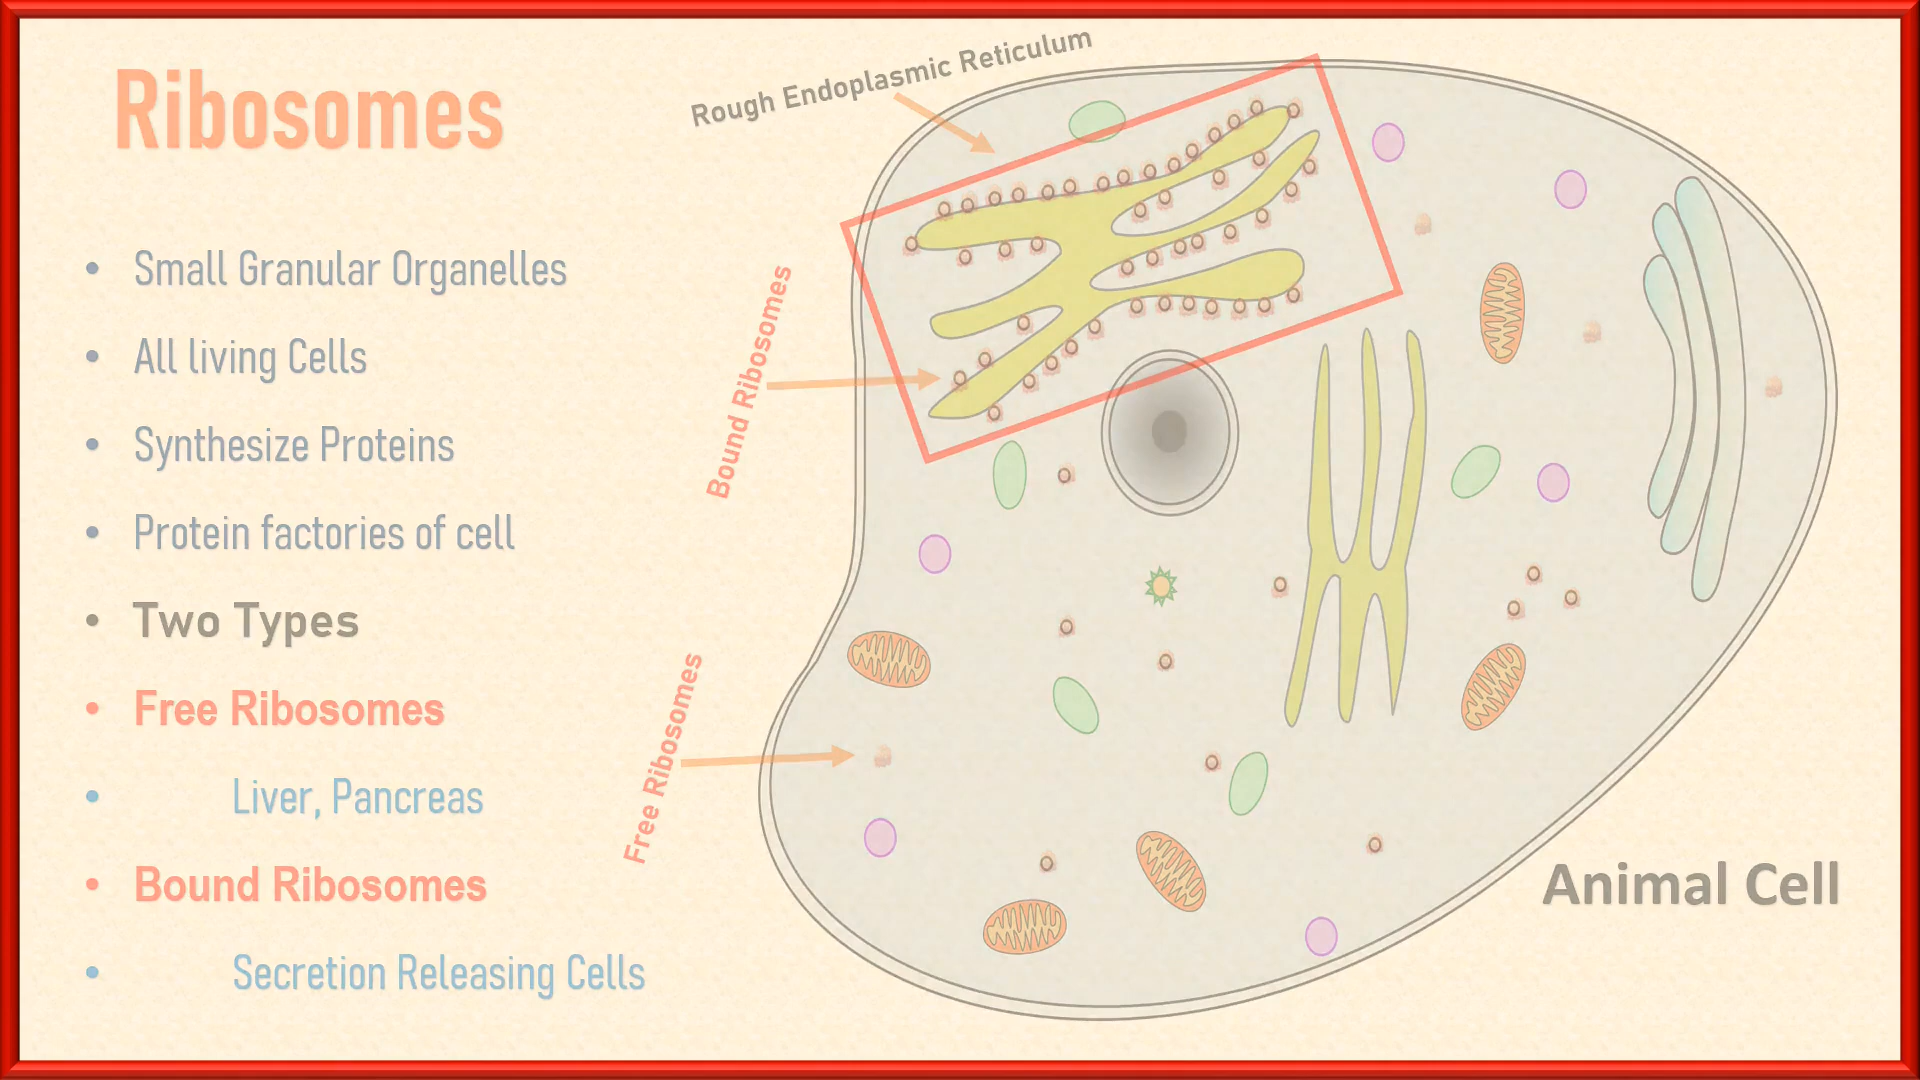 Ribosomes
• Small Granular Organelles
• All living Cells
• Synthesize Proteins
• Protein factories of cell
• Two Types
• Free Ribosomes
• Liver, Pancreas
• Bound Ribosomes
• Secretion Releasing Cells
Rough Endoplasmic Reticulum
Bound Ribosomes
Free Ribosomes
Animal Cell